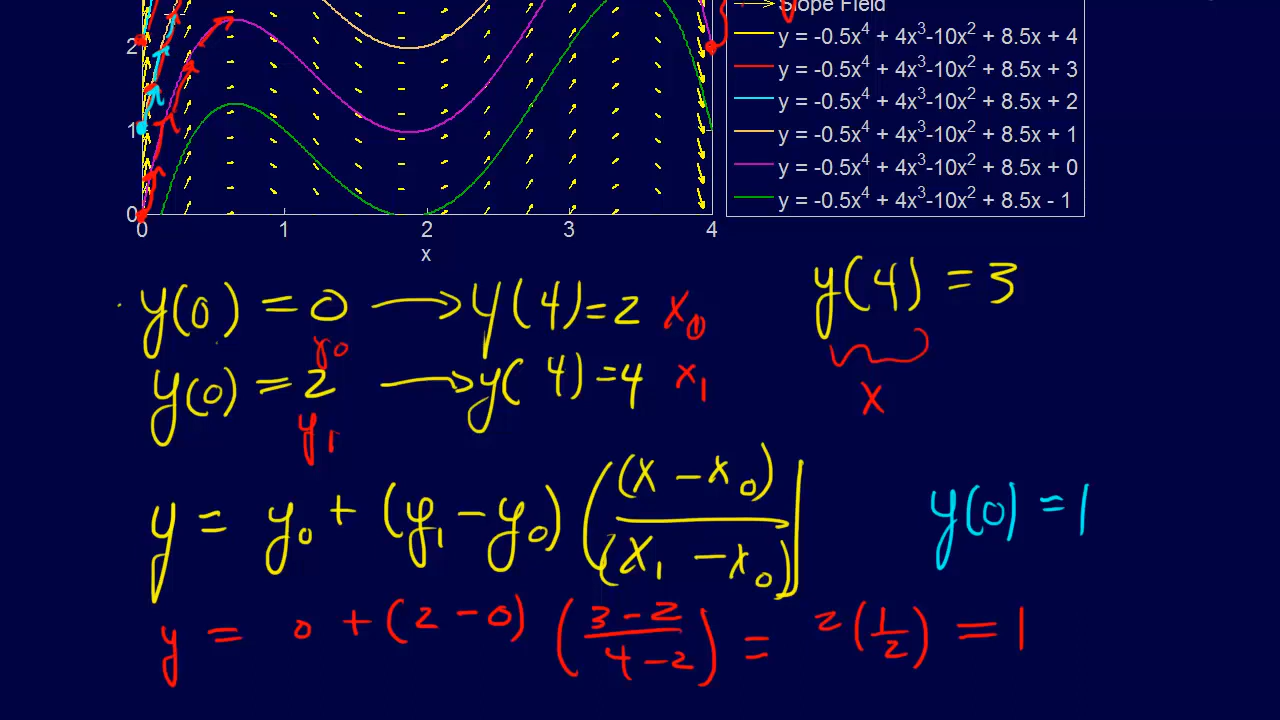 Slope Field
2
y = -0.5x⁴ + 4x³-10x² + 8.5x + 4
y = -0.5x⁴ + 4x³-10x² + 8.5x + 3
y = -0.5x⁴ + 4x³-10x² + 8.5x + 2
1
y = -0.5x⁴ + 4x³-10x² + 8.5x + 1
y = -0.5x⁴ + 4x³-10x² + 8.5x + 0
y = -0.5x⁴ + 4x³-10x² + 8.5x - 1
0
0 1 2 3 4
x
y(0) = 0 → y(4) = 2 x₀ y(4) = 3
y₀
y(0) = 2 → y(4) = 4 x₁ x
y₁
y = y₀ + (y₁ - y₀) ((x - x₀)/(x₁ - x₀)) y(0) = 1
y = 0 + (2 - 0) (3 - 2 / 4 - 2) = 2(1/2) = 1